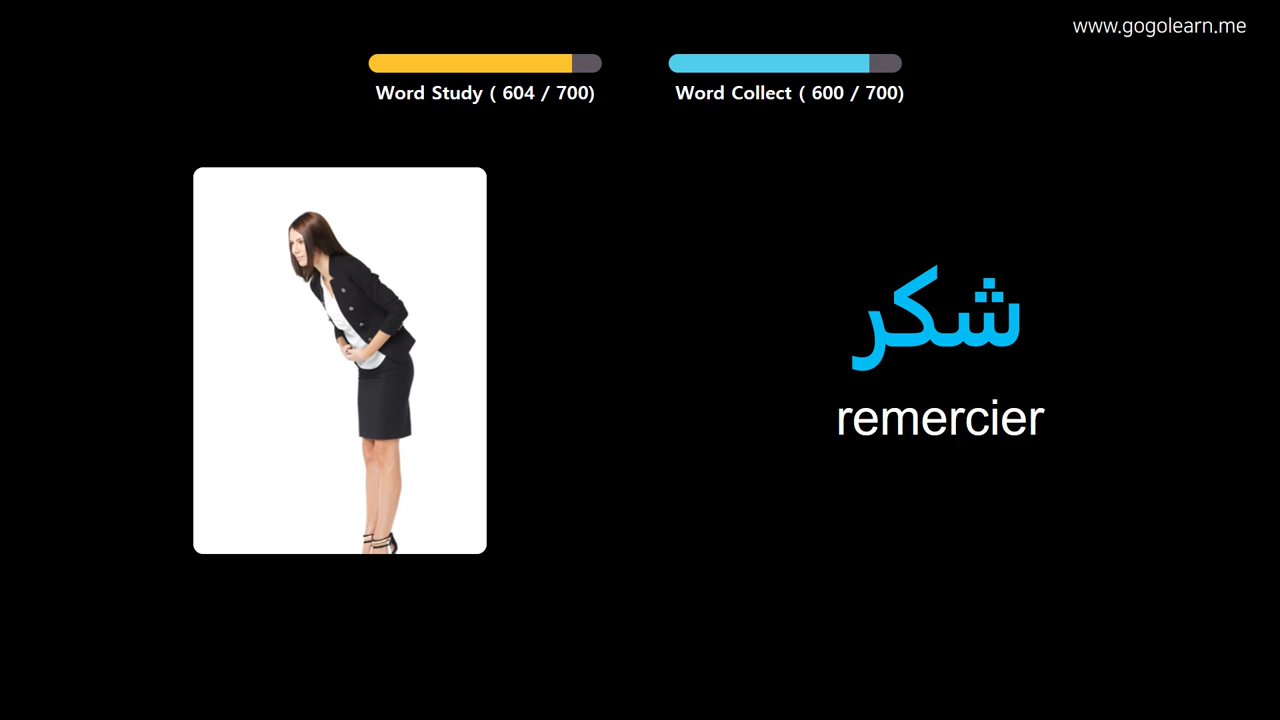 www.gogolearn.me
Word Study ( 604 / 700)
Word Collect ( 600 / 700)
شكر
remercier